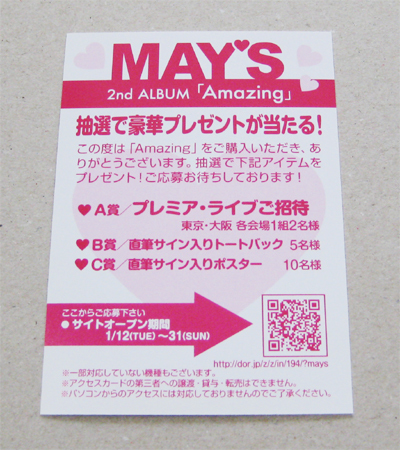 MAY'S
2nd ALBUM「Amazing」
抽選で豪華プレゼントが当たる！
この度は「Amazing」をご購入いただき、あ
りがとうございます。抽選で下記アイテムを
プレゼント！ご応募お待ちしております！
♥ A賞／プレミア・ライブご招待
東京・大阪 各会場1組2名様
♥ B賞／直筆サイン入りトートバック 5名様
♥ C賞／直筆サイン入りポスター 10名様
ここからご応募下さい
● サイトオープン期間
1/12(TUE) ～31(SUN)
http://dor.jp/z/z/in/194/?mays
※一部対応していない機種もございます。
※アクセスカードの第三者への譲渡・貸与・転売はできません。
※パソコンからのアクセスには対応しておりませんのでご了承ください。